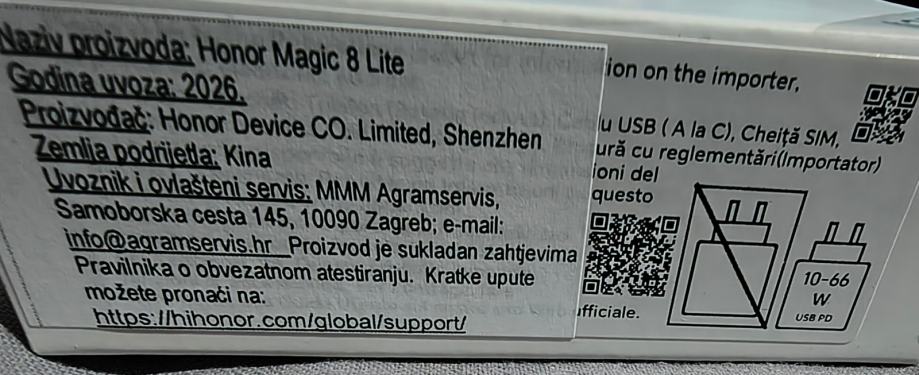 Naziv proizvoda: Honor Magic 8 Lite
Godina uvoza: 2026.
Proizvođač: Honor Device CO. Limited, Shenzhen
Zemlja podrijetla: Kina
Uvoznik i ovlašteni servis: MMM Agramservis,
Samoborska cesta 145, 10090 Zagreb; e-mail:
info@agramservis.hr Proizvod je sukladan zahtjevima
Pravilnika o obvezatnom atestiranju. Kratke upute
možete pronaći na:
https://hihonor.com/global/support/
ion on the importer,
u USB ( A la C), Cheiță SIM,
ură cu reglementări(Importator)
ioni del
questo
ufficiale.
10-66
W
USB PD